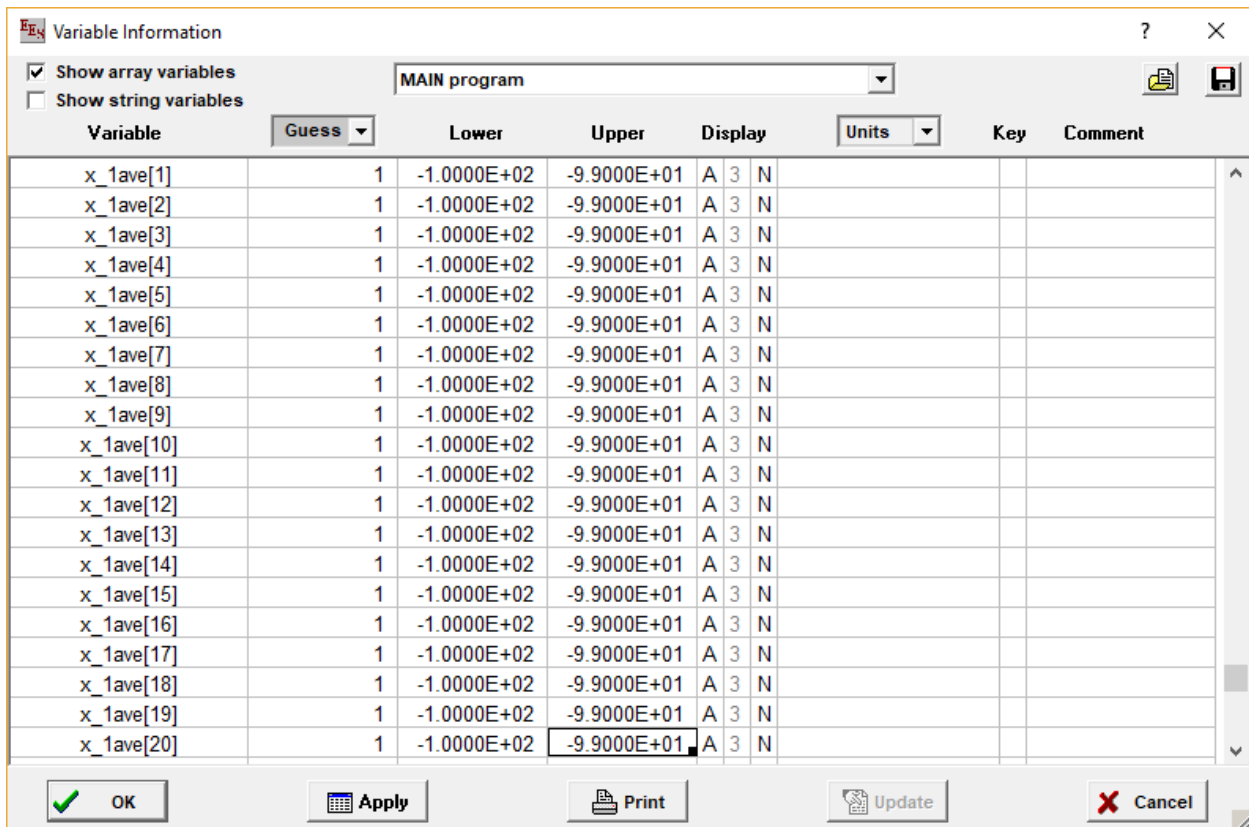 EES Variable Information ? ×
Show array variables MAIN program
Show string variables
Variable Guess Lower Upper Display Units Key Comment
x_1ave[1] 1 -1.0000E+02 -9.9000E+01 A 3 N
x_1ave[2] 1 -1.0000E+02 -9.9000E+01 A 3 N
x_1ave[3] 1 -1.0000E+02 -9.9000E+01 A 3 N
x_1ave[4] 1 -1.0000E+02 -9.9000E+01 A 3 N
x_1ave[5] 1 -1.0000E+02 -9.9000E+01 A 3 N
x_1ave[6] 1 -1.0000E+02 -9.9000E+01 A 3 N
x_1ave[7] 1 -1.0000E+02 -9.9000E+01 A 3 N
x_1ave[8] 1 -1.0000E+02 -9.9000E+01 A 3 N
x_1ave[9] 1 -1.0000E+02 -9.9000E+01 A 3 N
x_1ave[10] 1 -1.0000E+02 -9.9000E+01 A 3 N
x_1ave[11] 1 -1.0000E+02 -9.9000E+01 A 3 N
x_1ave[12] 1 -1.0000E+02 -9.9000E+01 A 3 N
x_1ave[13] 1 -1.0000E+02 -9.9000E+01 A 3 N
x_1ave[14] 1 -1.0000E+02 -9.9000E+01 A 3 N
x_1ave[15] 1 -1.0000E+02 -9.9000E+01 A 3 N
x_1ave[16] 1 -1.0000E+02 -9.9000E+01 A 3 N
x_1ave[17] 1 -1.0000E+02 -9.9000E+01 A 3 N
x_1ave[18] 1 -1.0000E+02 -9.9000E+01 A 3 N
x_1ave[19] 1 -1.0000E+02 -9.9000E+01 A 3 N
x_1ave[20] 1 -1.0000E+02 -9.9000E+01 A 3 N
OK Apply Print Update Cancel